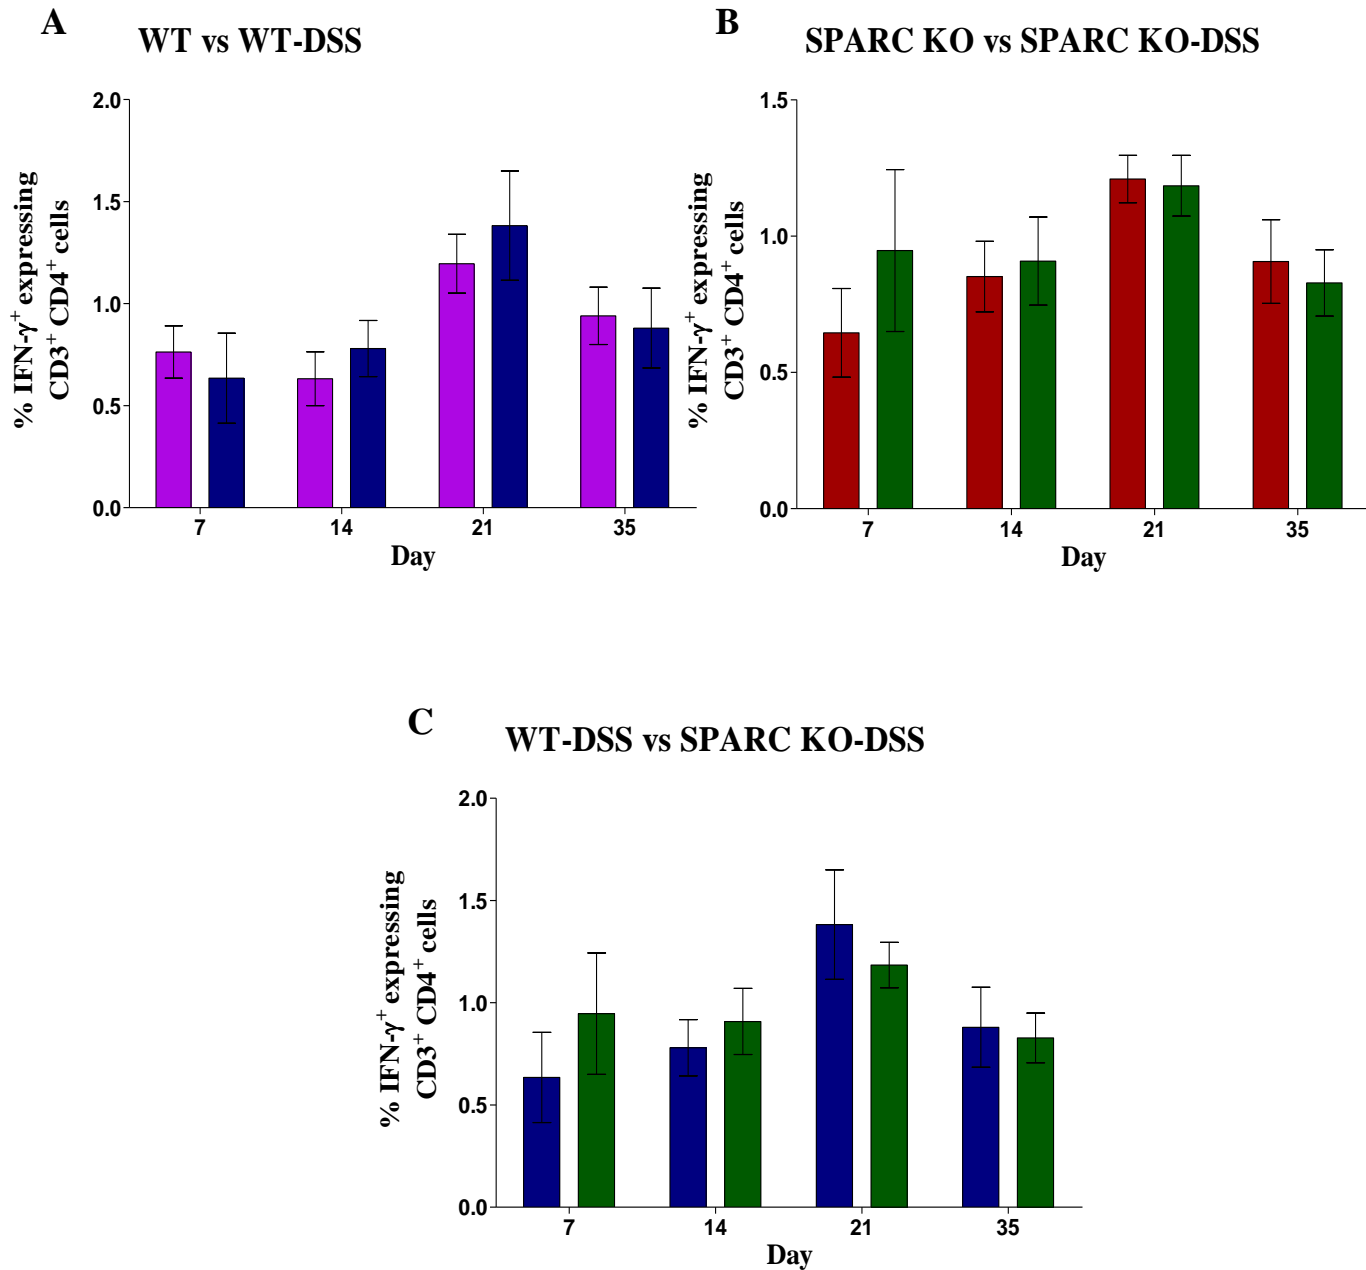 A
WT vs WT-DSS
% IFN-γ⁺ expressing
CD3⁺ CD4⁺ cells
2.0
1.5
1.0
0.5
0.0
7 14 21 35
Day
B
SPARC KO vs SPARC KO-DSS
% IFN-γ⁺ expressing
CD3⁺ CD4⁺ cells
1.5
1.0
0.5
0.0
7 14 21 35
Day
C
WT-DSS vs SPARC KO-DSS
% IFN-γ⁺ expressing
CD3⁺ CD4⁺ cells
2.0
1.5
1.0
0.5
0.0
7 14 21 35
Day